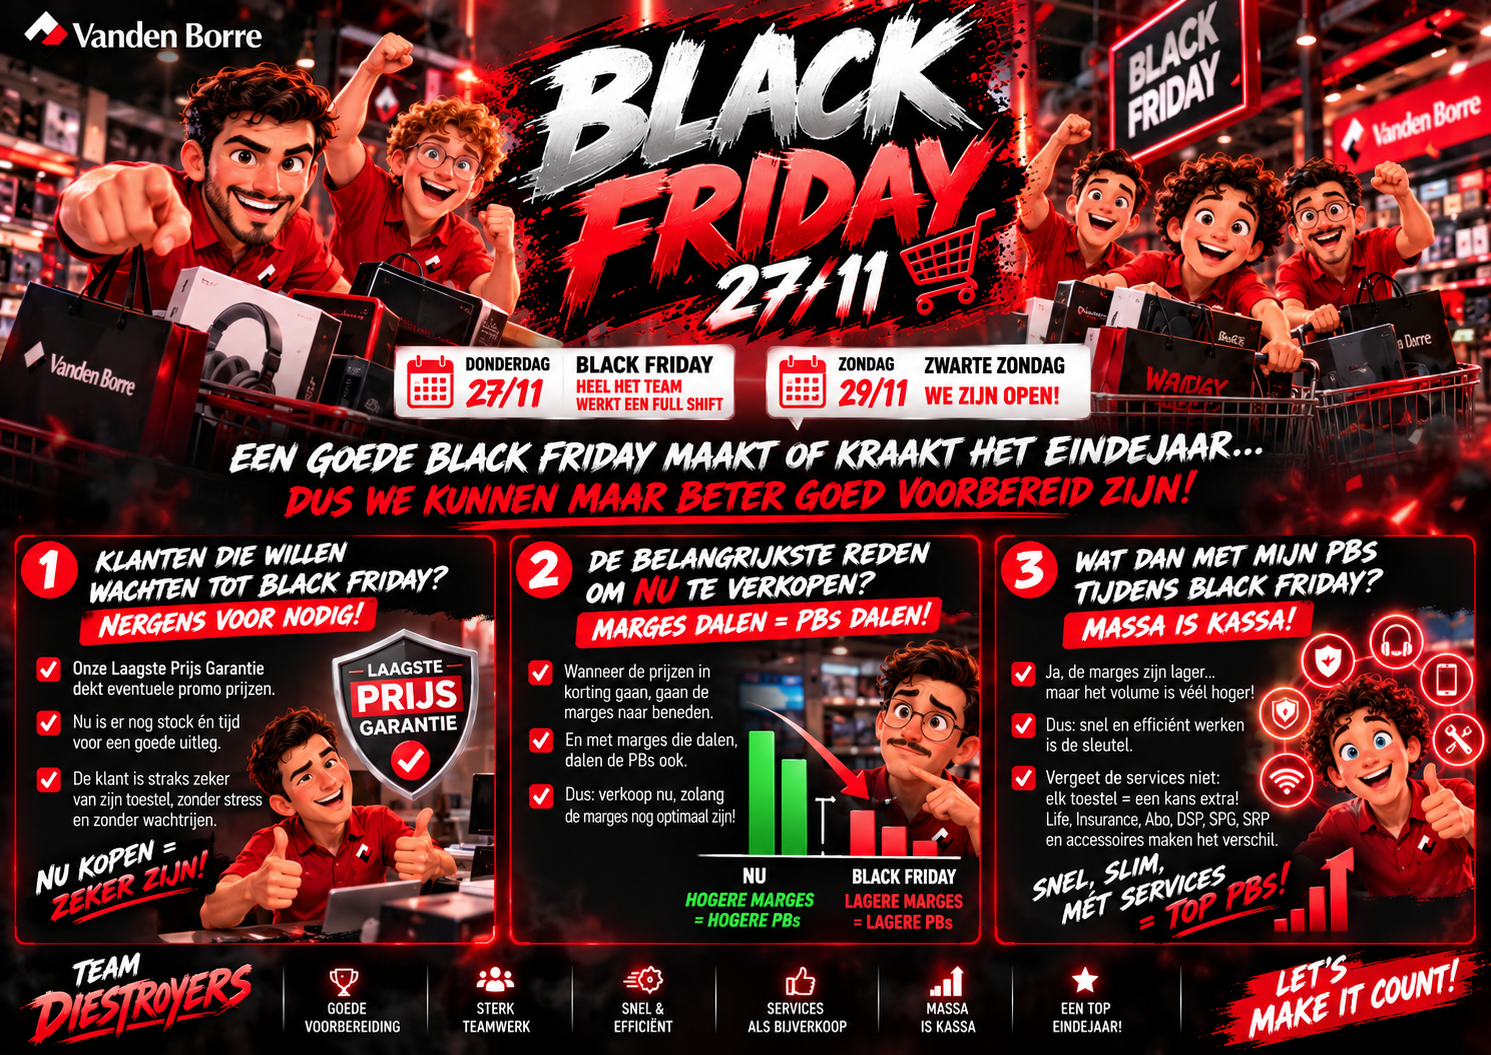 Vanden Borre
BLACK
FRIDAY
27/11
BLACK
FRIDAY
Vanden Borre
Vanden Borre
DONDERDAG
27/11
BLACK FRIDAY
HEEL HET TEAM
WERKT EEN FULL SHIFT
ZONDAG
29/11
ZWARTE ZONDAG
WE ZIJN OPEN!
EEN GOEDE BLACK FRIDAY MAAKT OF KRAAKT HET EINDEJAAR...
DUS WE KUNNEN MAAR BETER GOED VOORBEREID ZIJN!
1
KLANTEN DIE WILLEN
WACHTEN TOT BLACK FRIDAY?
NERGENS VOOR NODIG!
Onze Laagste Prijs Garantie
dekt eventuele promo prijzen.
Nu is er nog stock én tijd
voor een goede uitleg.
De klant is straks zeker
van zijn toestel, zonder stress
en zonder wachtrijen.
LAAGSTE
PRIJS
GARANTIE
NU KOPEN =
ZEKER ZIJN!
2
DE BELANGRIJKSTE REDEN
OM NU TE VERKOPEN?
MARGES DALEN = PBS DALEN!
Wanneer de prijzen in
korting gaan, gaan de
marges naar beneden.
En met marges die dalen,
dalen de PBs ook.
Dus: verkoop nu, zolang
de marges nog optimaal zijn!
NU
HOGERE MARGES
= HOGERE PBs
BLACK FRIDAY
LAGERE MARGES
= LAGERE PBs
3
WAT DAN MET MIJN PBS
TIJDENS BLACK FRIDAY?
MASSA IS KASSA!
Ja, de marges zijn lager...
maar het volume is véél hoger!
Dus: snel en efficiënt werken
is de sleutel.
Vergeet de services niet:
elk toestel = een kans extra!
Life, Insurance, Abo, DSP, SPG, SRP
en accessoires maken het verschil.
SNEL, SLIM,
MÉT SERVICES
= TOP PBS!
TEAM
DIESTROYERS
GOEDE
VOORBEREIDING
STERK
TEAMWERK
SNEL &
EFFICIËNT
SERVICES
ALS BIJVERKOOP
MASSA
IS KASSA
EEN TOP
EINDEJAAR!
LET'S
MAKE IT COUNT!